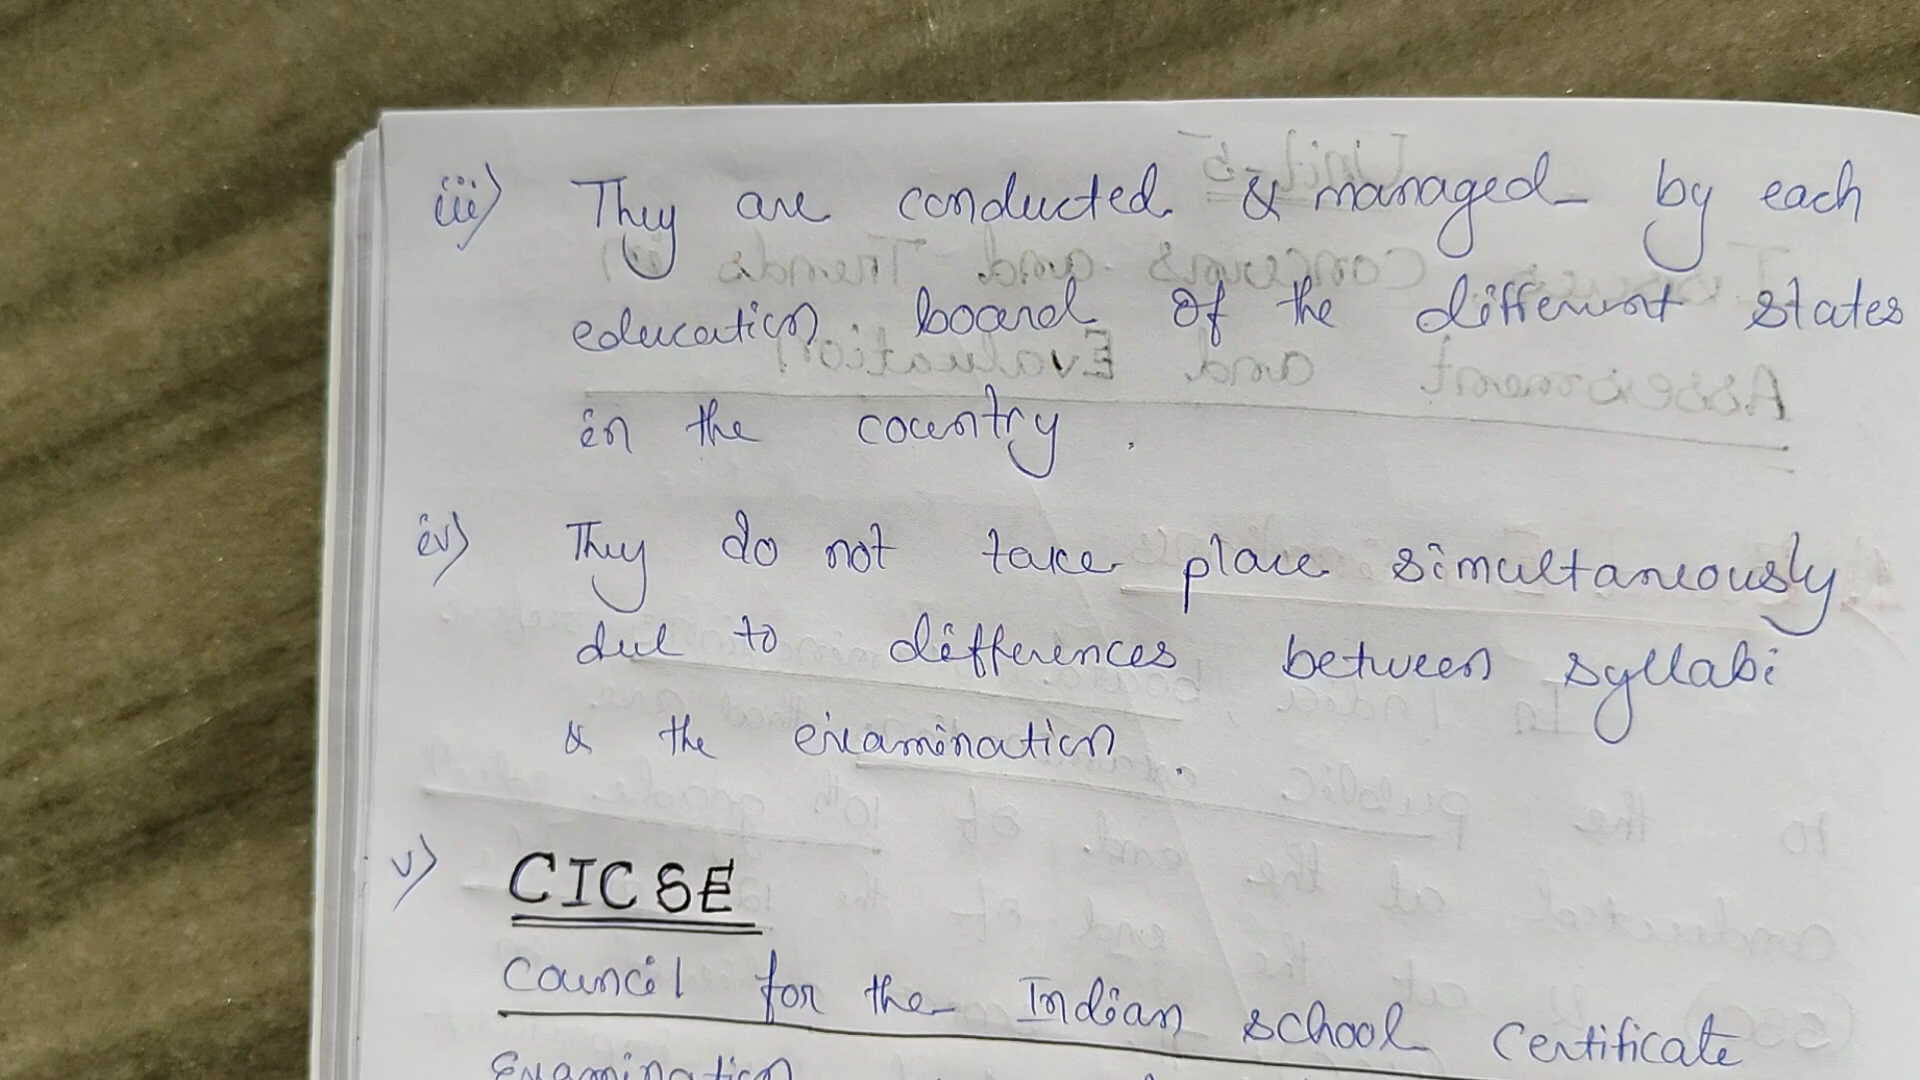 iii) They are conducted & managed by each
education board of the different states
in the country.
iv) They do not take place simultaneously
due to differences between syllabi
& the examination.
v) CICSE
Council for the Indian school Certificate
Examination